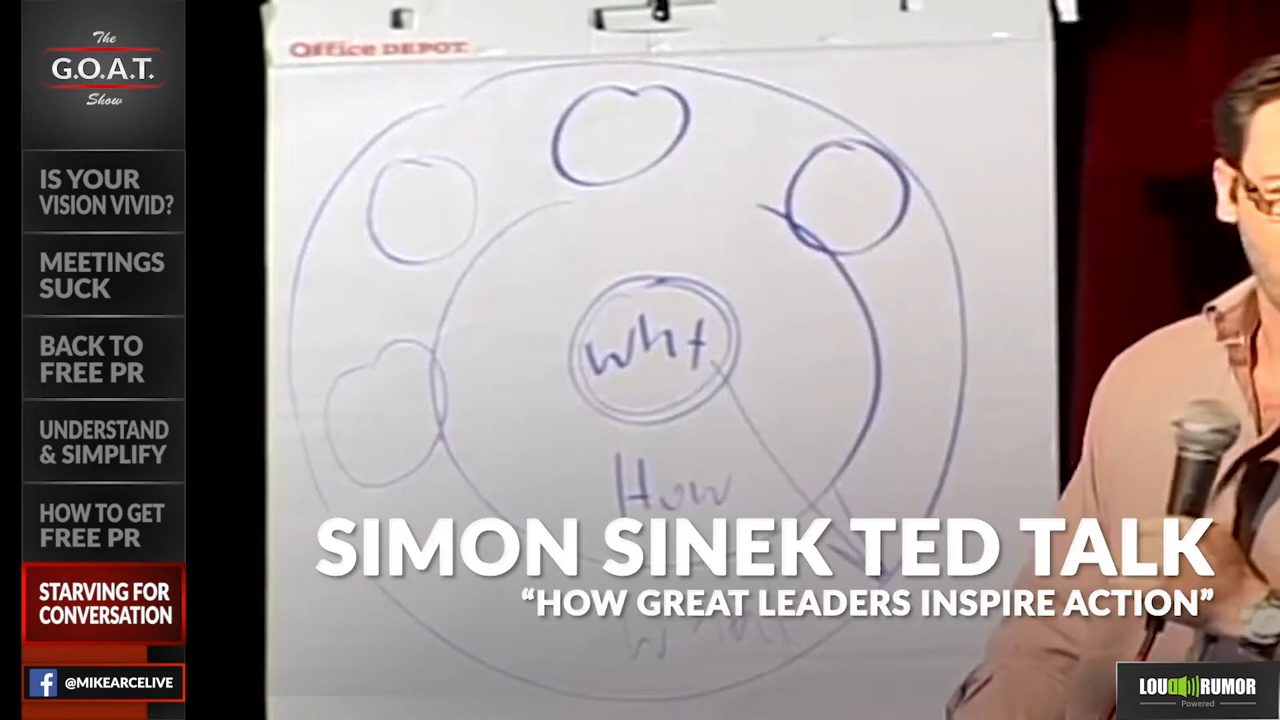 The
G.O.A.T.
Show
IS YOUR
VISION VIVID?
MEETINGS
SUCK
BACK TO
FREE PR
UNDERSTAND
& SIMPLIFY
HOW TO GET
FREE PR
STARVING FOR
CONVERSATION
@MIKEARCELIVE
Office DEPOT
Why
How
What
SIMON SINEK TED TALK
“HOW GREAT LEADERS INSPIRE ACTION”
LOUD RUMOR
Powered